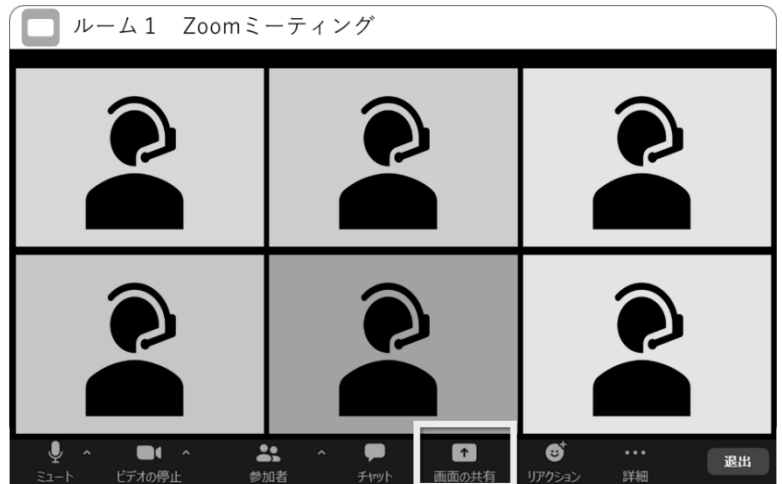 ルーム１　Zoomミーティング
ミュート　ビデオの停止　参加者　チャット　画面の共有　リアクション　詳細　退出